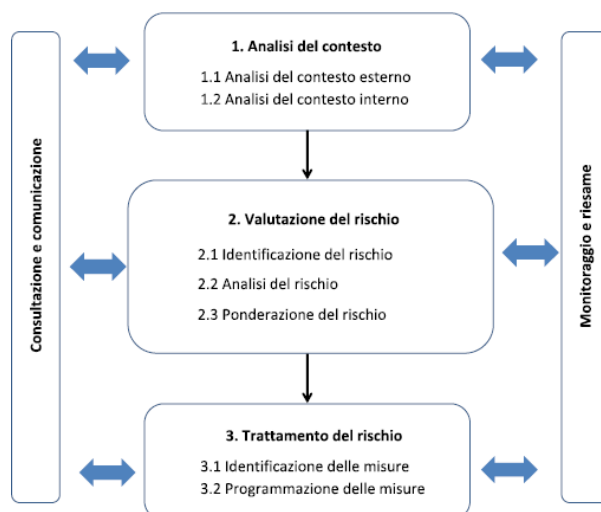 Consultazione e comunicazione
1. Analisi del contesto
1.1 Analisi del contesto esterno
1.2 Analisi del contesto interno
2. Valutazione del rischio
2.1 Identificazione del rischio
2.2 Analisi del rischio
2.3 Ponderazione del rischio
3. Trattamento del rischio
3.1 Identificazione delle misure
3.2 Programmazione delle misure
Monitoraggio e riesame